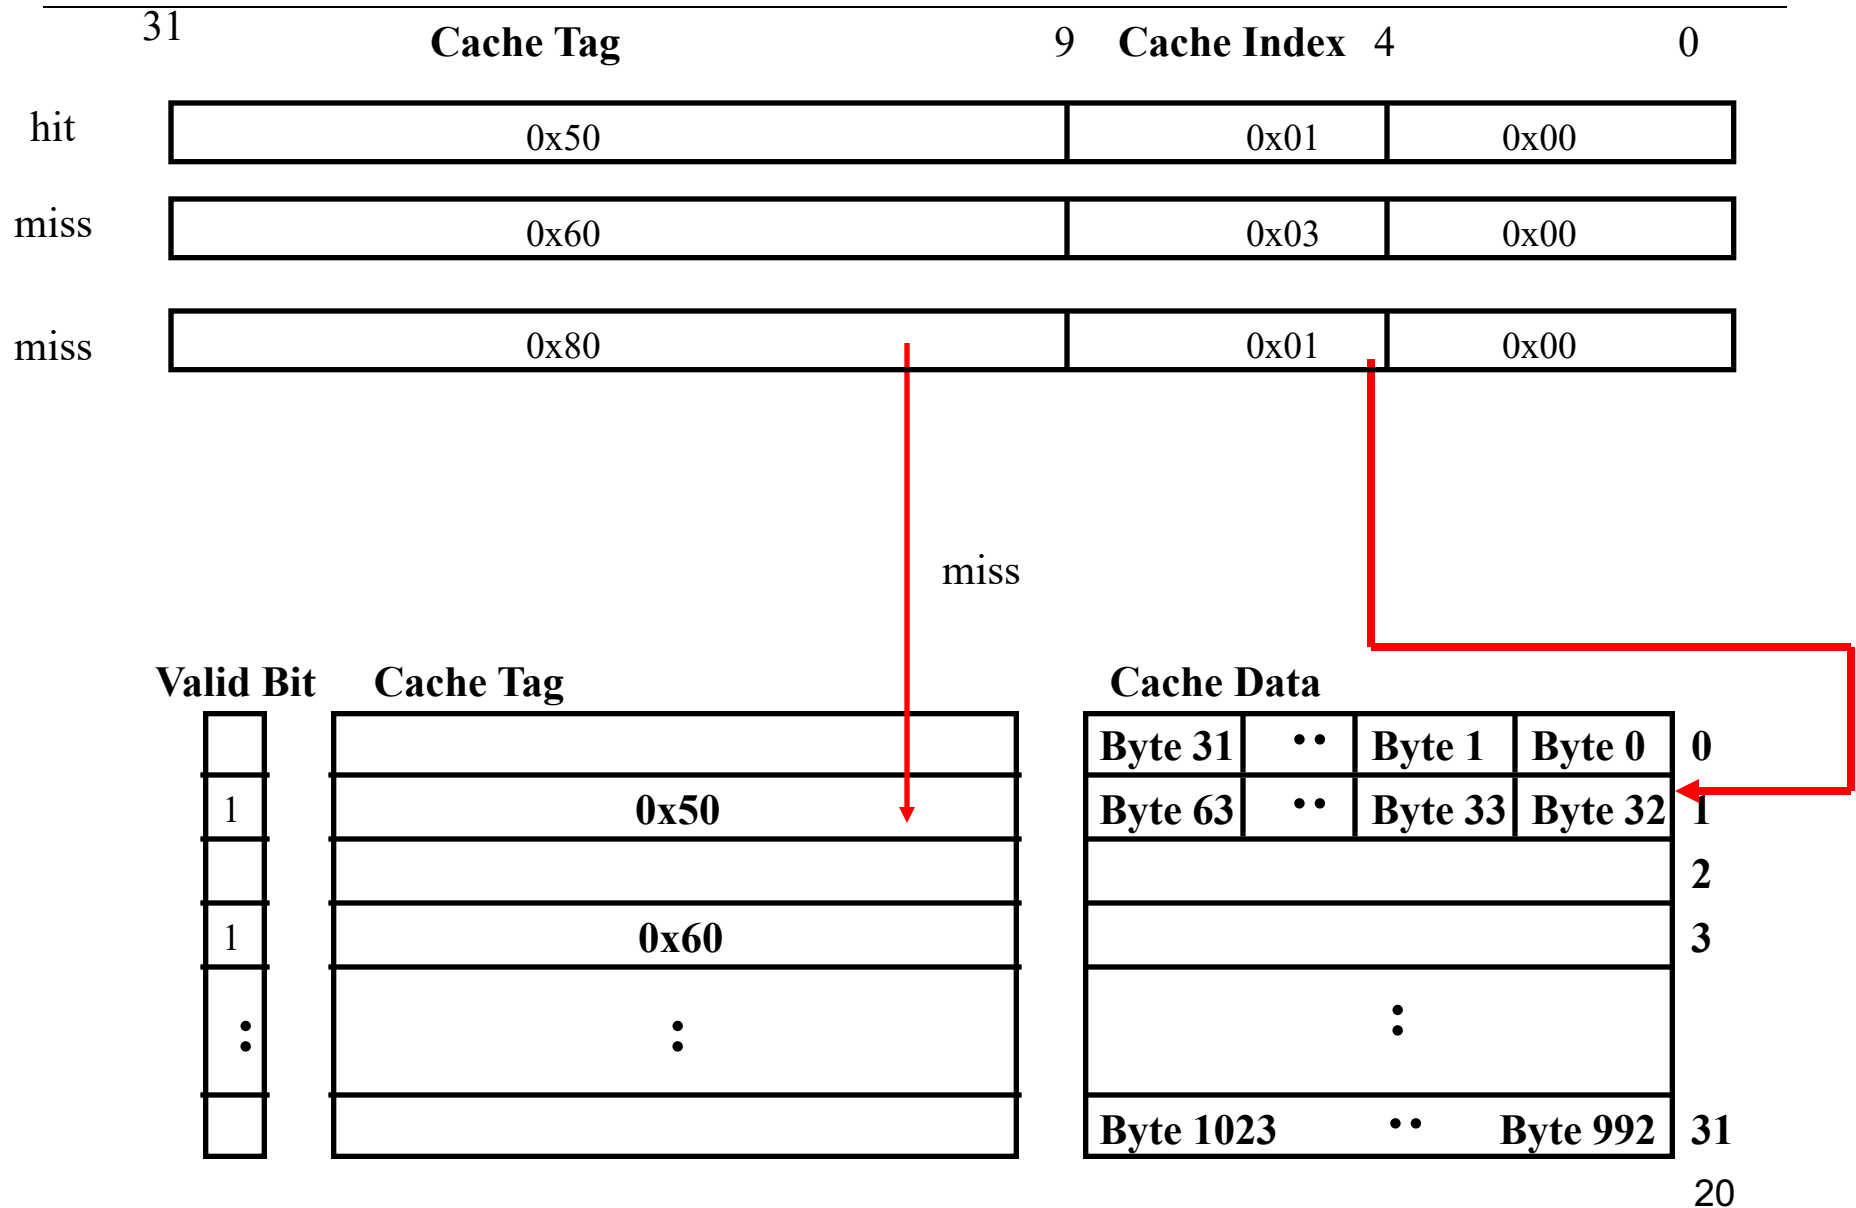 31 Cache Tag 9 Cache Index 4 0
hit 0x50 0x01 0x00
miss 0x60 0x03 0x00
miss 0x80 0x01 0x00
miss
Valid Bit Cache Tag Cache Data
Byte 31 ·· Byte 1 Byte 0 0
1 0x50 Byte 63 ·· Byte 33 Byte 32 1
2
1 0x60 3
: : :
Byte 1023 ·· Byte 992 31
20